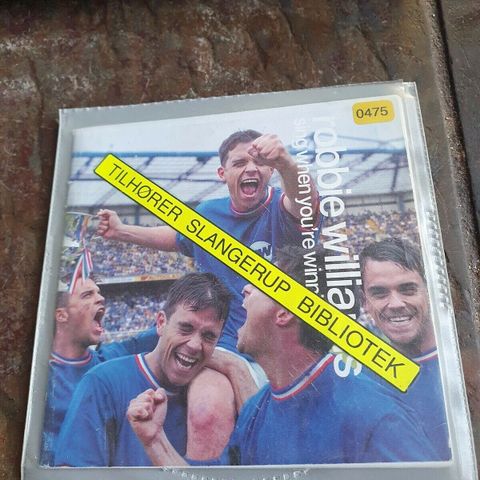 0475
robbie williams
sing when you're winn
TILHØRER SLANGERUP BIBLIOTEK